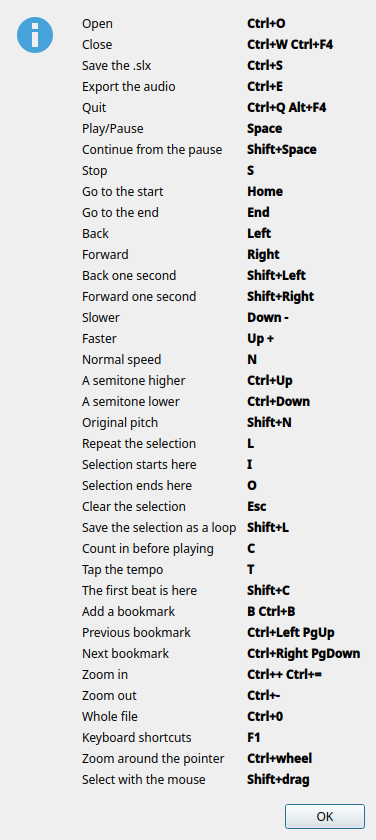 Open Ctrl+O
Close Ctrl+W Ctrl+F4
Save the .slx Ctrl+S
Export the audio Ctrl+E
Quit Ctrl+Q Alt+F4
Play/Pause Space
Continue from the pause Shift+Space
Stop S
Go to the start Home
Go to the end End
Back Left
Forward Right
Back one second Shift+Left
Forward one second Shift+Right
Slower Down -
Faster Up +
Normal speed N
A semitone higher Ctrl+Up
A semitone lower Ctrl+Down
Original pitch Shift+N
Repeat the selection L
Selection starts here I
Selection ends here O
Clear the selection Esc
Save the selection as a loop Shift+L
Count in before playing C
Tap the tempo T
The first beat is here Shift+C
Add a bookmark B Ctrl+B
Previous bookmark Ctrl+Left PgUp
Next bookmark Ctrl+Right PgDown
Zoom in Ctrl++ Ctrl+=
Zoom out Ctrl+-
Whole file Ctrl+0
Keyboard shortcuts F1
Zoom around the pointer Ctrl+wheel
Select with the mouse Shift+drag
OK